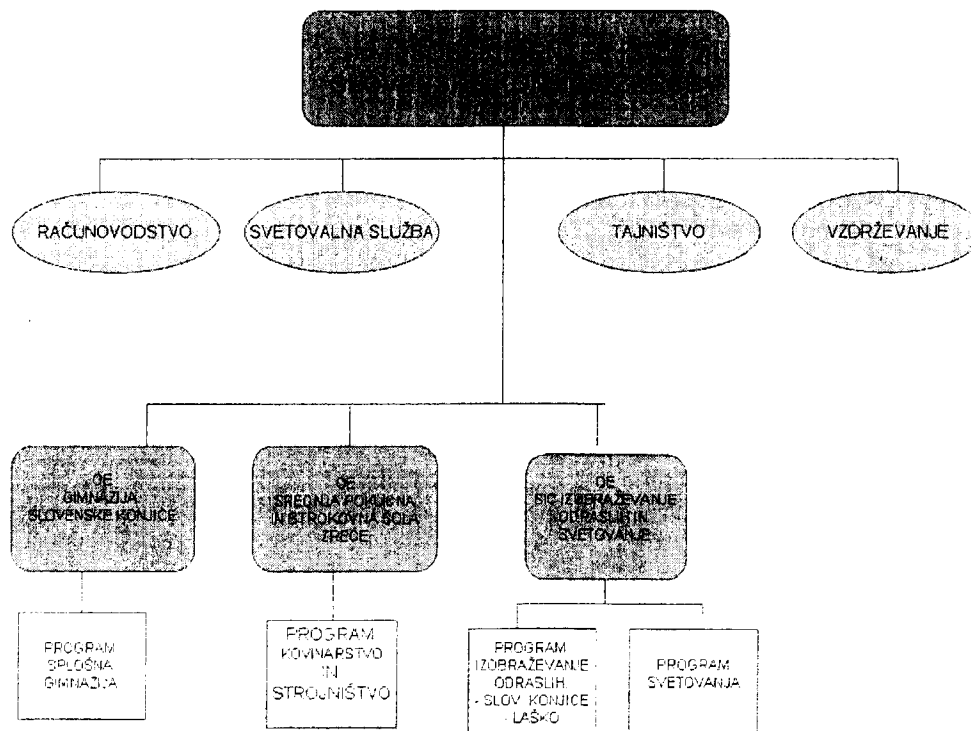 RAČUNOVODSTVO
SVETOVALNA SLUŽBA
TAJNIŠTVO
VZDRŽEVANJE
OE
GIMNAZIJA
SLOVENSKE KONJICE
OE
SREDNJA POKLICNA
IN STROKOVNA ŠOLA
ZREČE
OE
SIC IZOBRAŽEVANJE
ODRASLIH IN
SVETOVANJE
PROGRAM
SPLOŠNA
GIMNAZIJA
PROGRAM
KOVINARSTVO
IN
STROJNIŠTVO
PROGRAM
IZOBRAŽEVANJE
ODRASLIH
- SLOV. KONJICE
- LAŠKO
PROGRAM
SVETOVANJA